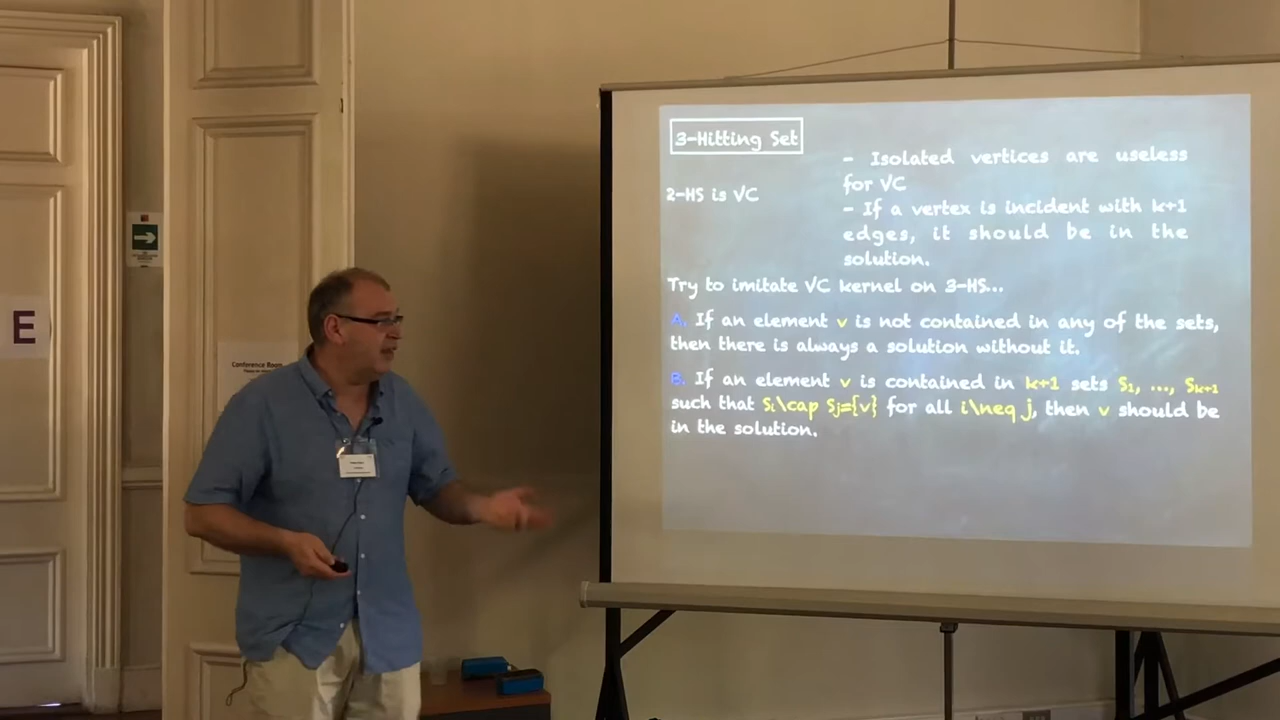 3-Hitting Set
2-HS is VC
- Isolated vertices are useless
for VC
- If a vertex is incident with k+1
edges, it should be in the
solution.
Try to imitate VC kernel on 3-HS...
A. If an element v is not contained in any of the sets,
then there is always a solution without it.
B. If an element v is contained in k+1 sets S1, ..., Sk+1
such that Si\cap Sj={v} for all i\neq j, then v should be
in the solution.
E
Conference Room